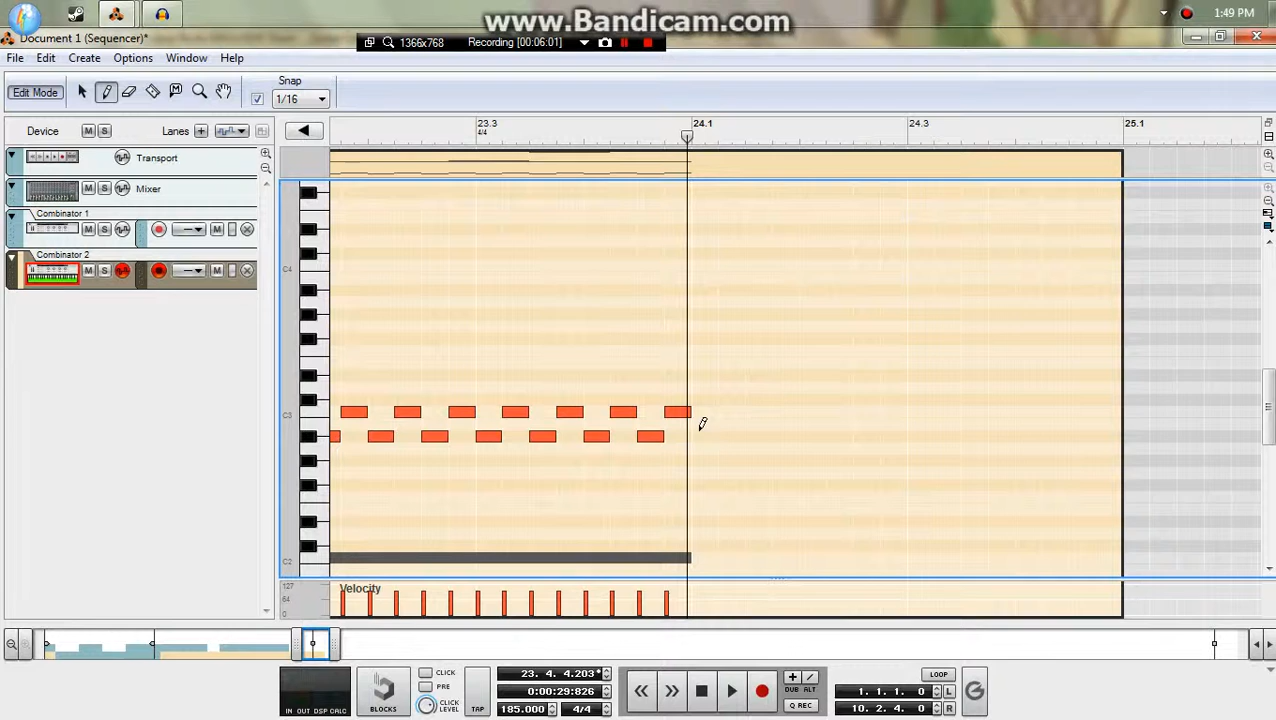 www.Bandicam.com
1:49 PM
Document 1 (Sequencer)*
1366x768 Recording [00:06:01]
File Edit Create Options Window Help
Edit Mode
Snap
1/16
Device M S Lanes
23.3
4/4
24.1
24.3
25.1
M S Transport
M S Mixer
Combinator 1
M S M
Combinator 2
M S M
C4
C3
C2
Velocity
127
64
0
IN OUT DSP CALC
BLOCKS
CLICK
PRE
CLICK
LEVEL
TAP
23. 4. 4.203*
0:00:29:826
185.000 4/4
DUB ALT
Q REC
LOOP
1. 1. 1. 0 L
10. 2. 4. 0 R